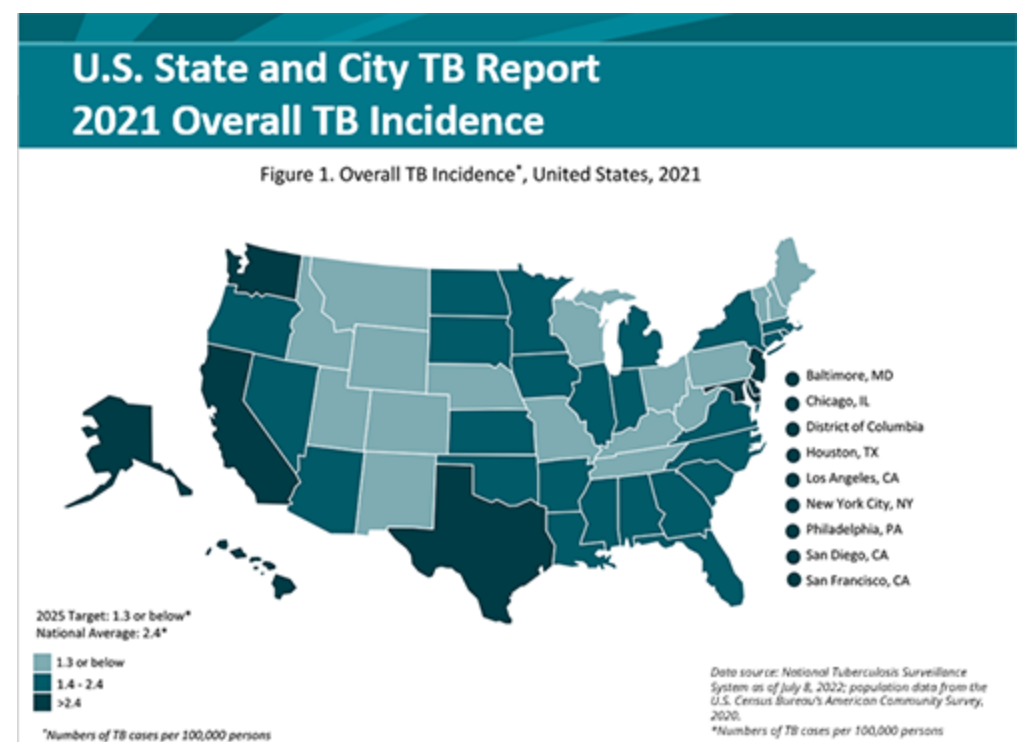 U.S. State and City TB Report
2021 Overall TB Incidence
Figure 1. Overall TB Incidence*, United States, 2021
Baltimore, MD
Chicago, IL
District of Columbia
Houston, TX
Los Angeles, CA
New York City, NY
Philadelphia, PA
San Diego, CA
San Francisco, CA
2025 Target: 1.3 or below*
National Average: 2.4*
1.3 or below
1.4 - 2.4
>2.4
*Numbers of TB cases per 100,000 persons
Data source: National Tuberculosis Surveillance
System as of July 8, 2022; population data from the
U.S. Census Bureau's American Community Survey,
2020.
*Numbers of TB cases per 100,000 persons